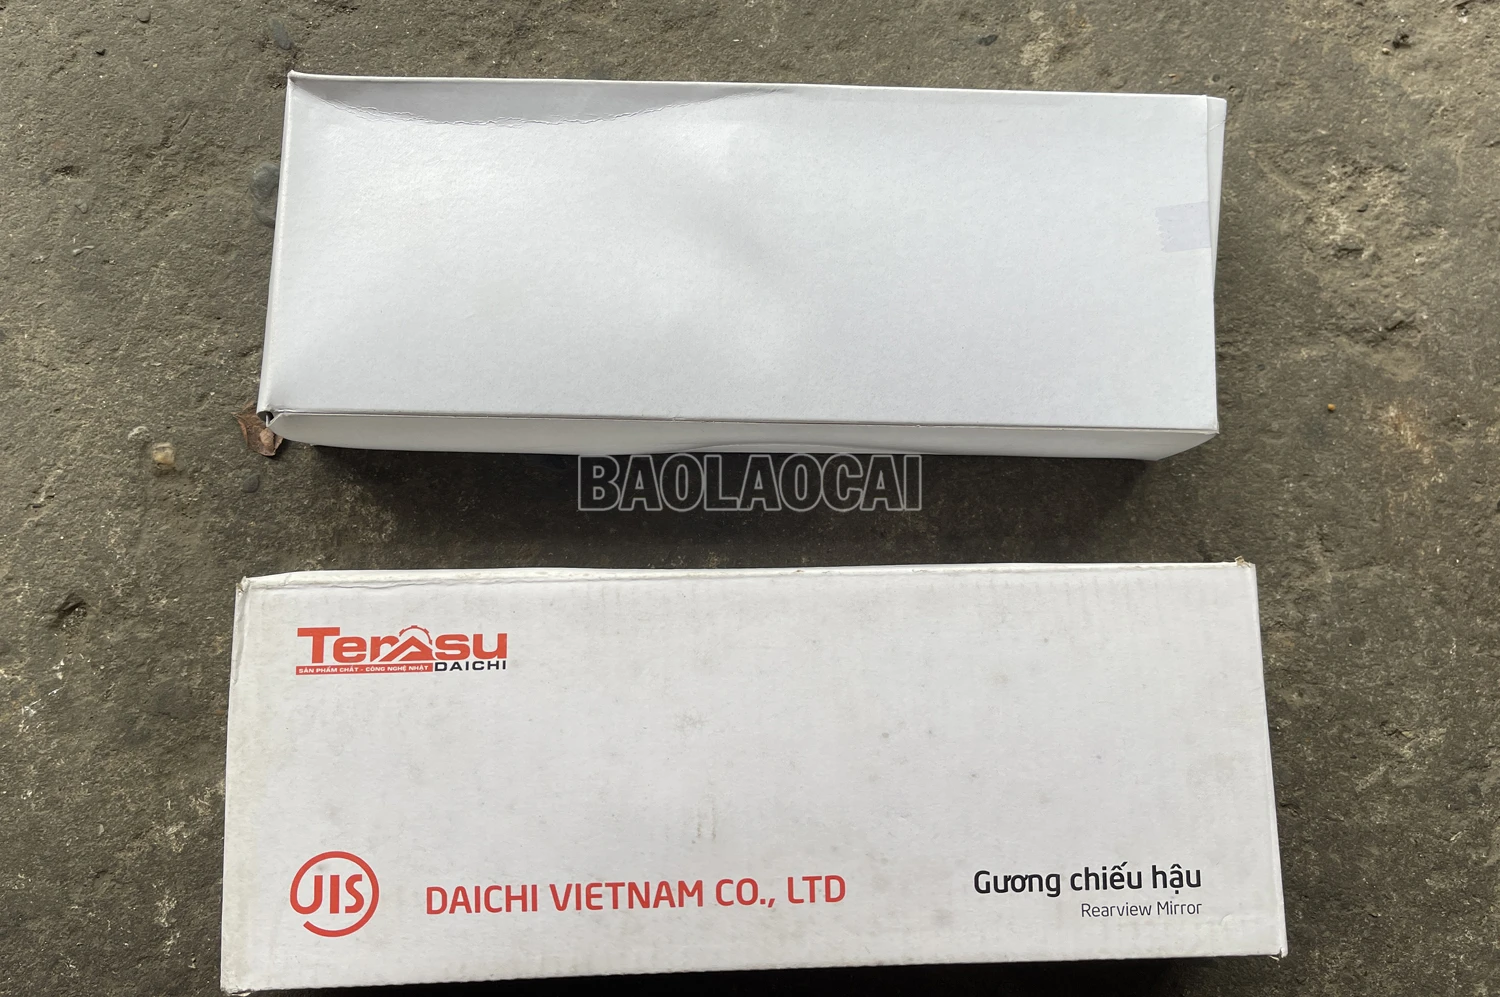 BAOLAOCAI
Terasu
SẢN PHẨM CHẤT - CÔNG NGHỆ NHẬT DAICHI
JIS DAICHI VIETNAM CO., LTD
Gương chiếu hậu
Rearview Mirror